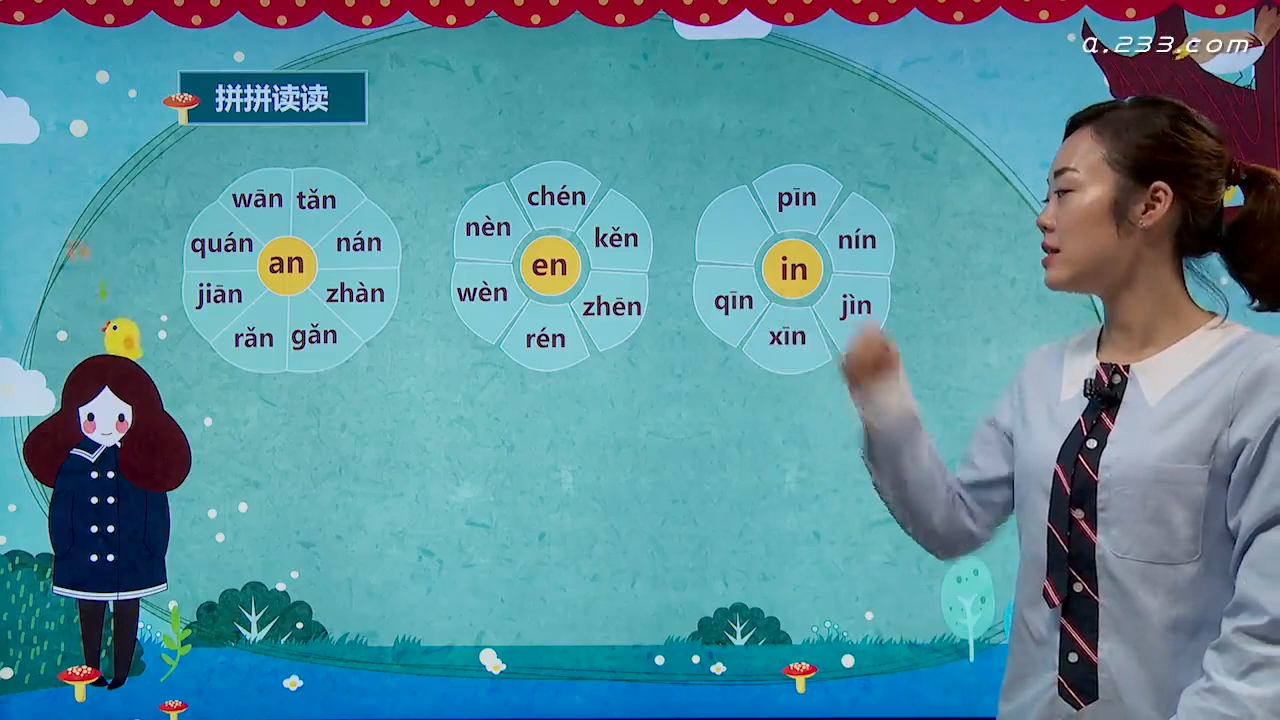 a.233.com
拼拼读读
wān
tǎn
quán
nán
an
jiān
zhàn
rǎn
gǎn
chén
nèn
kěn
en
wèn
zhēn
rén
pīn
nín
in
qīn
jìn
xīn